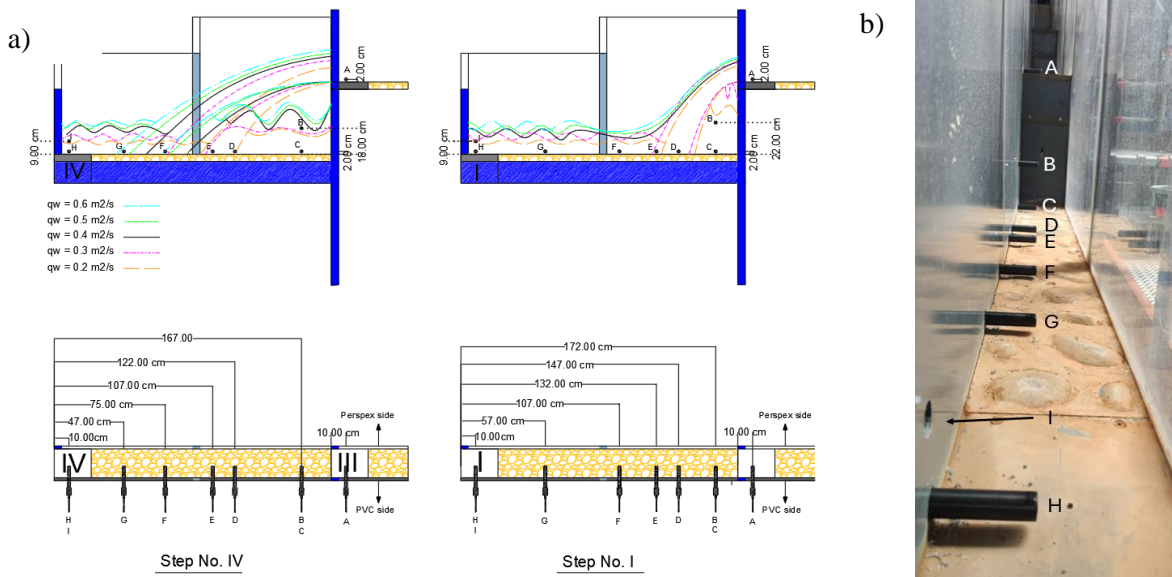 a)
b)
A
2.00 cm
B
9.00 cm
I
H
G
F
E
D
C
2.00 cm
18.00 cm
IV
A
2.00 cm
B
9.00 cm
I
H
G
F
E
D
C
2.00 cm
22.00 cm
I
qw = 0.6 m2/s
qw = 0.5 m2/s
qw = 0.4 m2/s
qw = 0.3 m2/s
qw = 0.2 m2/s
167.00
122.00 cm
107.00 cm
75.00 cm
47.00 cm
10.00cm
10.00 cm
Perspex side
IV
III
PVC side
H
I
G
F
E
D
B
C
A
Step No. IV
172.00 cm
147.00 cm
132.00 cm
107.00 cm
57.00 cm
10.00 cm
10.00 cm
Perspex side
I
PVC side
H
I
G
F
E
D
B
C
A
Step No. I
A
B
C
D
E
F
G
I
H